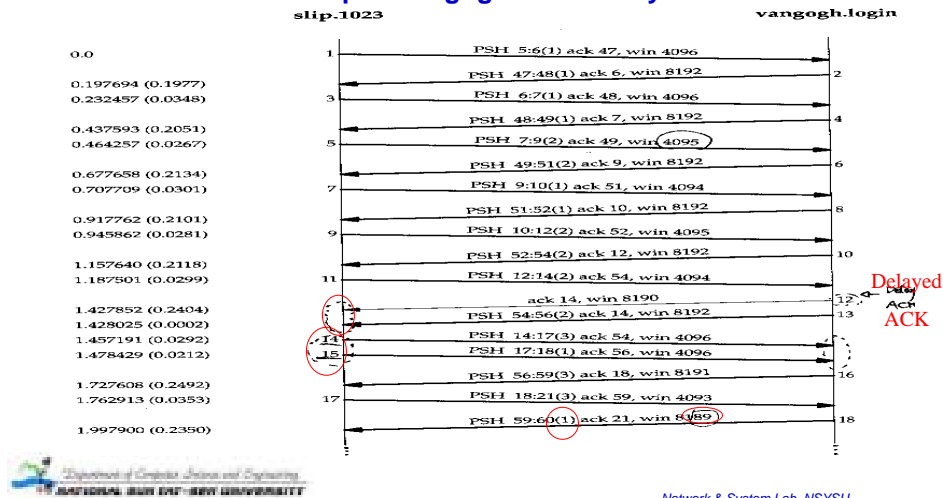 slip.1023 vangogh.login
0.0
1 PSH 5:6(1) ack 47, win 4096
PSH 47:48(1) ack 6, win 8192 2
0.197694 (0.1977)
0.232457 (0.0348) 3 PSH 6:7(1) ack 48, win 4096
PSH 48:49(1) ack 7, win 8192 4
0.437593 (0.2051)
0.464257 (0.0267) 5 PSH 7:9(2) ack 49, win 4095
PSH 49:51(2) ack 9, win 8192 6
0.677658 (0.2134)
0.707709 (0.0301) 7 PSH 9:10(1) ack 51, win 4094
PSH 51:52(1) ack 10, win 8192 8
0.917762 (0.2101)
0.945862 (0.0281) 9 PSH 10:12(2) ack 52, win 4095
PSH 52:54(2) ack 12, win 8192 10
1.157640 (0.2118)
1.187501 (0.0299) 11 PSH 12:14(2) ack 54, win 4094
Delayed
ack 14, win 8190 12
ACK
1.427852 (0.2404)
PSH 54:56(2) ack 14, win 8192 13
ACK
1.428025 (0.0002)
1.457191 (0.0292) 14 PSH 14:17(3) ack 54, win 4096
1.478429 (0.0212) 15 PSH 17:18(1) ack 56, win 4096
PSH 56:59(3) ack 18, win 8191 16
1.727608 (0.2492)
1.762913 (0.0353) 17 PSH 18:21(3) ack 59, win 4093
PSH 59:60(1) ack 21, win 8189 18
1.997900 (0.2350)
Department of Computer Science and Engineering
NATIONAL SUN YAT-SEN UNIVERSITY
Network & System Lab, NSYSU